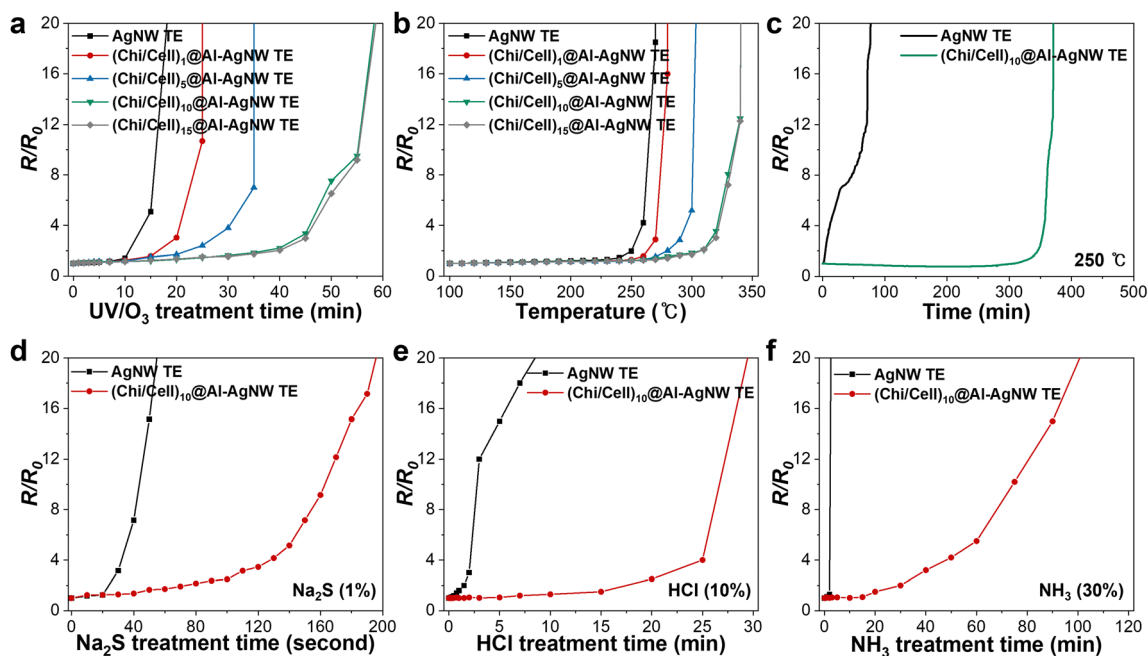 a
AgNW TE
(Chi/Cell)₁@Al-AgNW TE
(Chi/Cell)₅@Al-AgNW TE
(Chi/Cell)₁₀@Al-AgNW TE
(Chi/Cell)₁₅@Al-AgNW TE
R/R₀
20
16
12
8
4
0
0 10 20 30 40 50 60
UV/O₃ treatment time (min)
b
AgNW TE
(Chi/Cell)₁@Al-AgNW TE
(Chi/Cell)₅@Al-AgNW TE
(Chi/Cell)₁₀@Al-AgNW TE
(Chi/Cell)₁₅@Al-AgNW TE
R/R₀
20
16
12
8
4
0
100 150 200 250 300 350
Temperature (℃)
c
AgNW TE
(Chi/Cell)₁₀@Al-AgNW TE
R/R₀
20
16
12
8
4
0
250 ℃
0 100 200 300 400 500
Time (min)
d
AgNW TE
(Chi/Cell)₁₀@Al-AgNW TE
R/R₀
20
16
12
8
4
0
Na₂S (1%)
0 40 80 120 160 200
Na₂S treatment time (second)
e
AgNW TE
(Chi/Cell)₁₀@Al-AgNW TE
R/R₀
20
16
12
8
4
0
HCl (10%)
0 5 10 15 20 25 30
HCl treatment time (min)
f
AgNW TE
(Chi/Cell)₁₀@Al-AgNW TE
R/R₀
20
16
12
8
4
0
NH₃ (30%)
0 20 40 60 80 100 120
NH₃ treatment time (min)